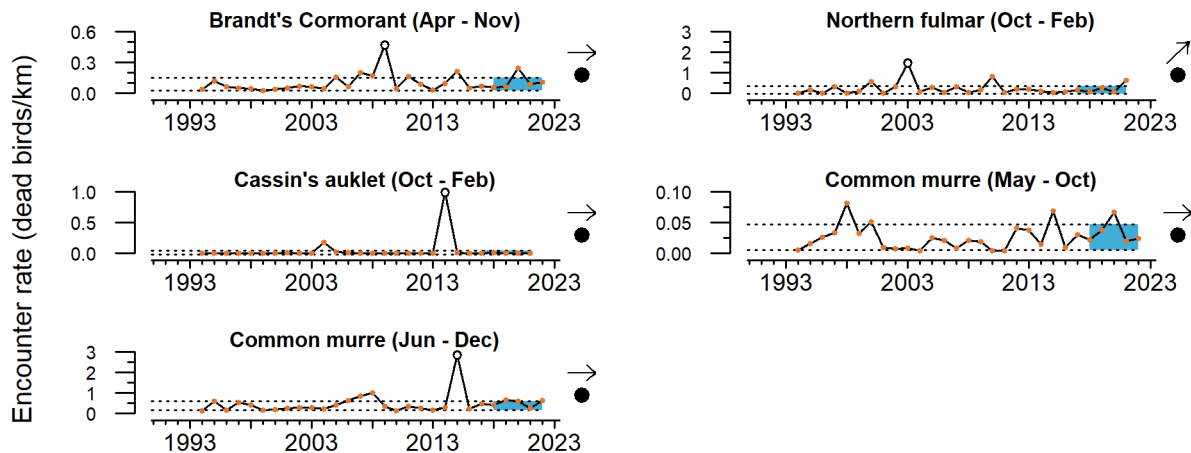 Encounter rate (dead birds/km)
Brandt's Cormorant (Apr - Nov)
0.6
0.3
0.0
1993 2003 2013 2023
Northern fulmar (Oct - Feb)
3
2
1
0
1993 2003 2013 2023
Cassin's auklet (Oct - Feb)
1.0
0.5
0.0
1993 2003 2013 2023
Common murre (May - Oct)
0.10
0.05
0.00
1993 2003 2013 2023
Common murre (Jun - Dec)
3
2
1
0
1993 2003 2013 2023